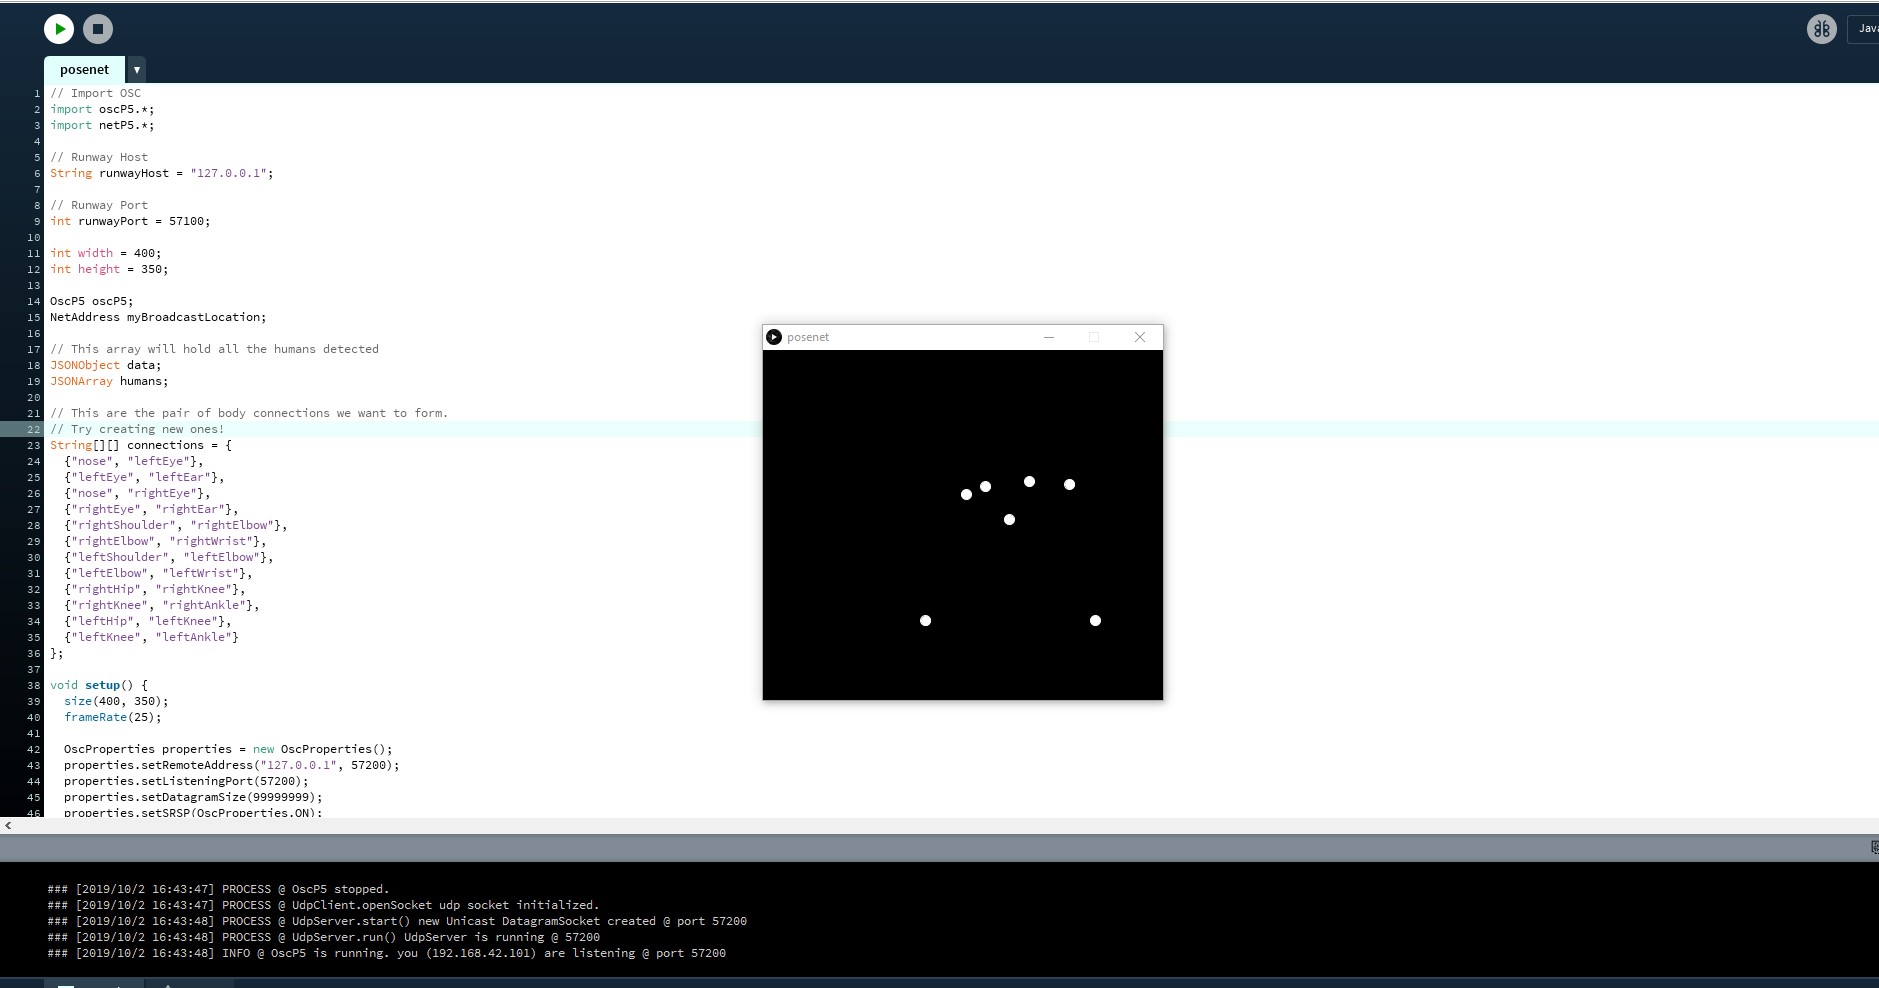 Java
posenet
1 // Import OSC
2 import oscP5.*;
3 import netP5.*;
4
5 // Runway Host
6 String runwayHost = "127.0.0.1";
7
8 // Runway Port
9 int runwayPort = 57100;
10
11 int width = 400;
12 int height = 350;
13
14 OscP5 oscP5;
15 NetAddress myBroadcastLocation;
16
17 // This array will hold all the humans detected
18 JSONObject data;
19 JSONArray humans;
20
21 // This are the pair of body connections we want to form.
22 // Try creating new ones!
23 String[][] connections = {
24 {"nose", "leftEye"},
25 {"leftEye", "leftEar"},
26 {"nose", "rightEye"},
27 {"rightEye", "rightEar"},
28 {"rightShoulder", "rightElbow"},
29 {"rightElbow", "rightWrist"},
30 {"leftShoulder", "leftElbow"},
31 {"leftElbow", "leftWrist"},
32 {"rightHip", "rightKnee"},
33 {"rightKnee", "rightAnkle"},
34 {"leftHip", "leftKnee"},
35 {"leftKnee", "leftAnkle"}
36 };
37
38 void setup() {
39 size(400, 350);
40 frameRate(25);
41
42 OscProperties properties = new OscProperties();
43 properties.setRemoteAddress("127.0.0.1", 57200);
44 properties.setListeningPort(57200);
45 properties.setDatagramSize(99999999);
46 properties.setSRSP(OscProperties.ON);
posenet
### [2019/10/2 16:43:47] PROCESS @ OscP5 stopped.
### [2019/10/2 16:43:47] PROCESS @ UdpClient.openSocket udp socket initialized.
### [2019/10/2 16:43:48] PROCESS @ UdpServer.start() new Unicast DatagramSocket created @ port 57200
### [2019/10/2 16:43:48] PROCESS @ UdpServer.run() UdpServer is running @ 57200
### [2019/10/2 16:43:48] INFO @ OscP5 is running. you (192.168.42.101) are listening @ port 57200